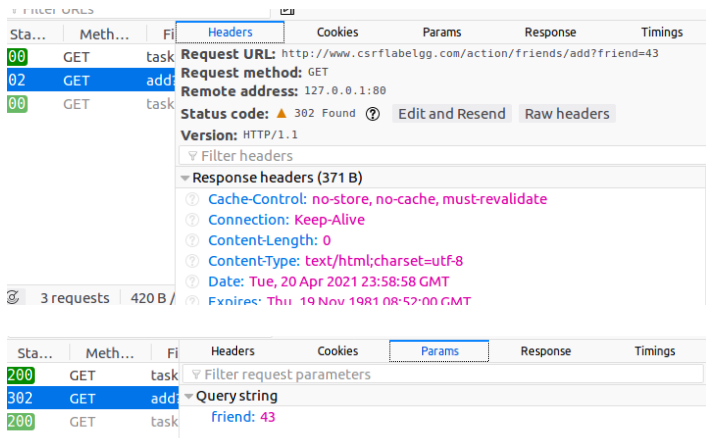 Filter URLs
Sta... Meth... Fi Headers Cookies Params Response Timings
00 GET task Request URL: http://www.csrflabelgg.com/action/friends/add?friend=43
Request method: GET
02 GET add? Remote address: 127.0.0.1:80
00 GET task Status code: 302 Found Edit and Resend Raw headers
Version: HTTP/1.1
Filter headers
Response headers (371 B)
Cache-Control: no-store, no-cache, must-revalidate
Connection: Keep-Alive
Content-Length: 0
Content-Type: text/html;charset=utf-8
Date: Tue, 20 Apr 2021 23:58:58 GMT
3 requests 420 B / Expires: Thu, 19 Nov 1981 08:52:00 GMT
Sta... Meth... Fi Headers Cookies Params Response Timings
200 GET task Filter request parameters
302 GET add? Query string
200 GET task friend: 43